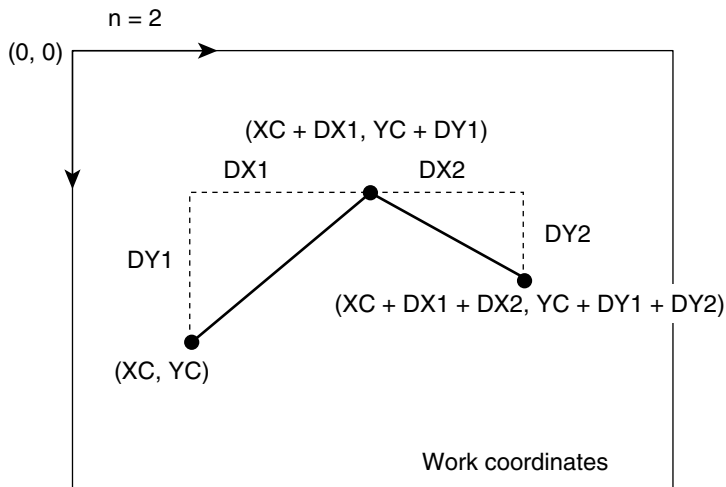 n = 2
(0, 0)
(XC + DX1, YC + DY1)
DX1
DX2
DY1
DY2
(XC + DX1 + DX2, YC + DY1 + DY2)
(XC, YC)
Work coordinates